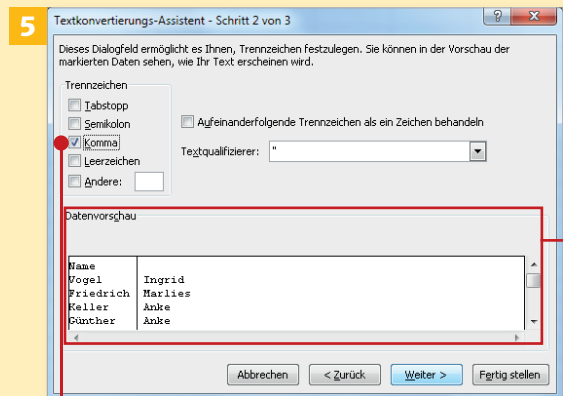 5
Textkonvertierungs-Assistent - Schritt 2 von 3
Dieses Dialogfeld ermöglicht es Ihnen, Trennzeichen festzulegen. Sie können in der Vorschau der
markierten Daten sehen, wie Ihr Text erscheinen wird.
Trennzeichen
Tabstopp
Semikolon
Komma
Leerzeichen
Andere:
Aufeinanderfolgende Trennzeichen als ein Zeichen behandeln
Textqualifizierer: "
Datenvorschau
Name
Vogel Ingrid
Friedrich Marlies
Keller Anke
Günther Anke
Abbrechen < Zurück Weiter > Fertig stellen